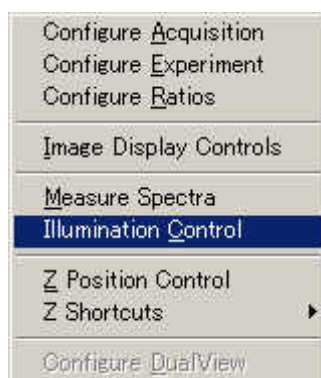 Configure Acquisition
Configure Experiment
Configure Ratios
Image Display Controls
Measure Spectra
Illumination Control
Z Position Control
Z Shortcuts
Configure DualView